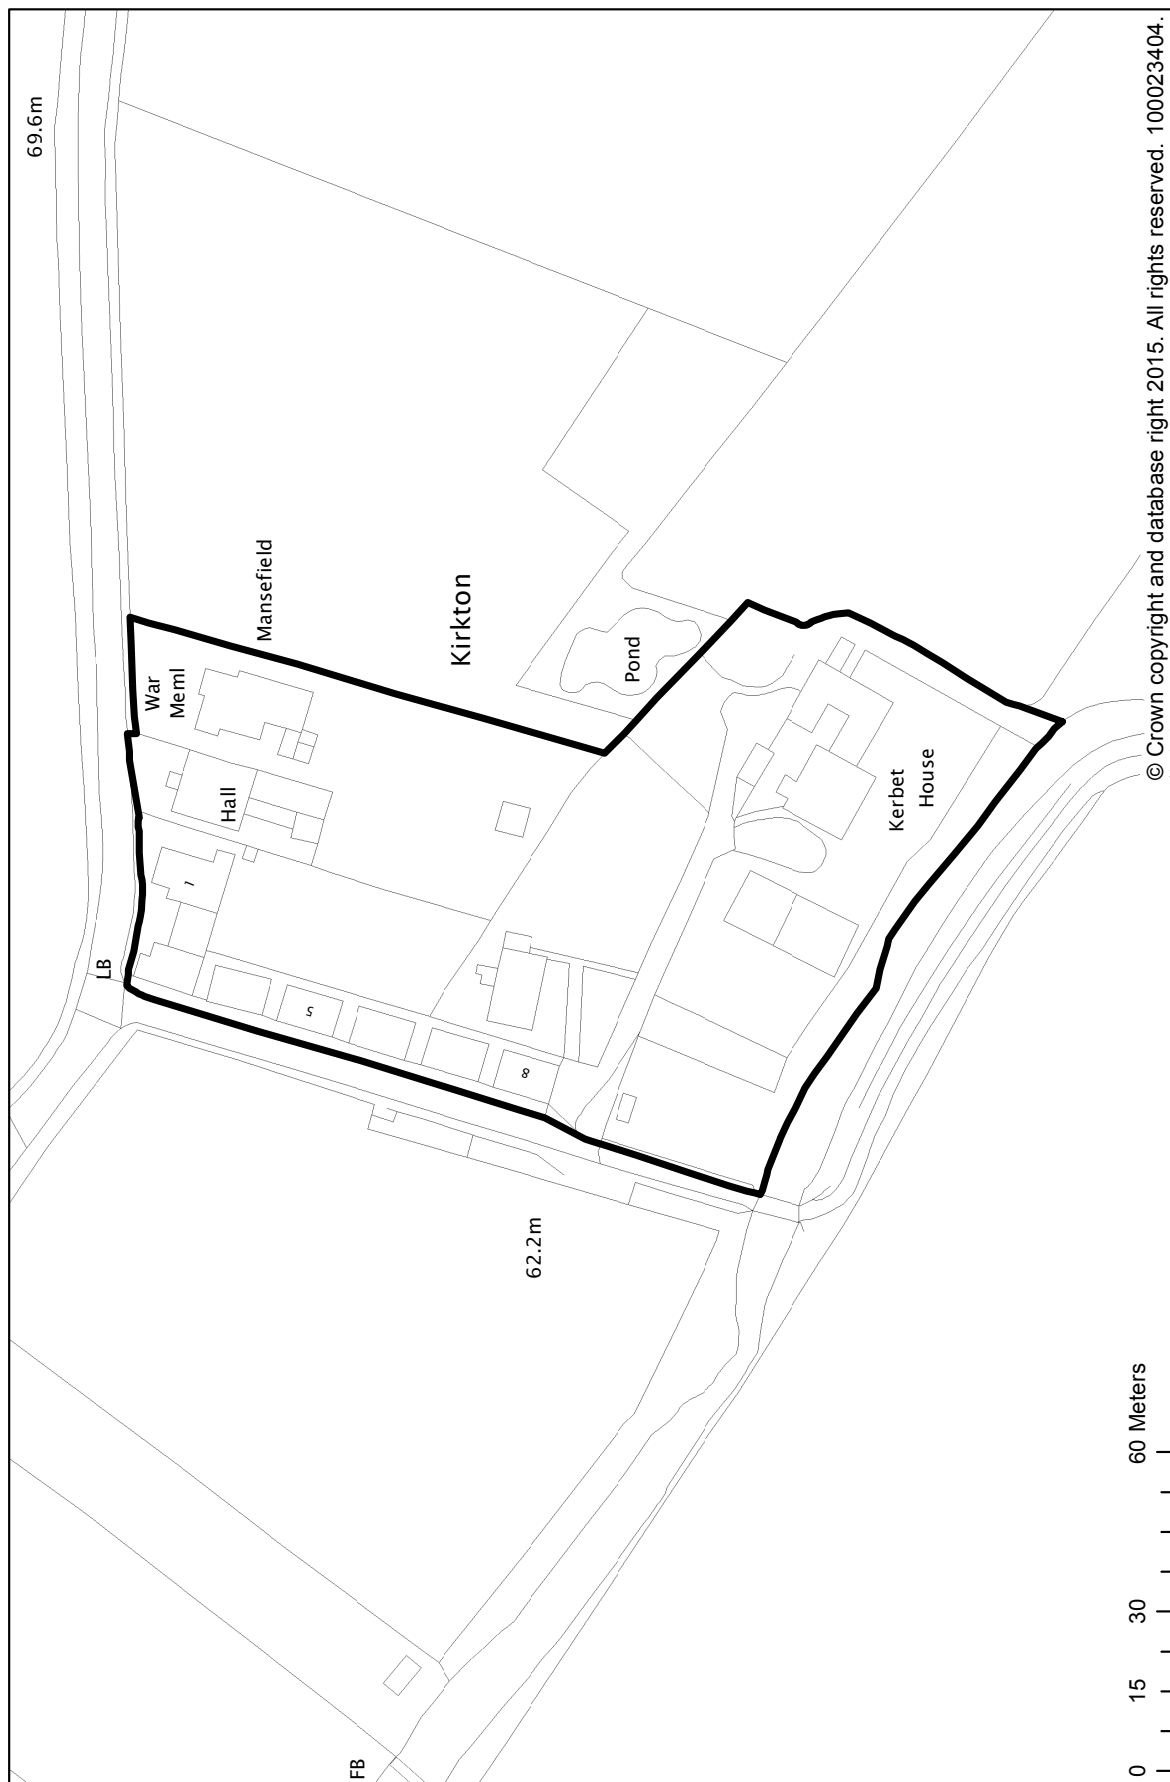 69.6m
LB
War
Meml
Mansefield
Hall
1
5
8
Kirkton
Pond
Kerbet
House
62.2m
FB
0 15 30 60 Meters
© Crown copyright and database right 2015. All rights reserved. 100023404.